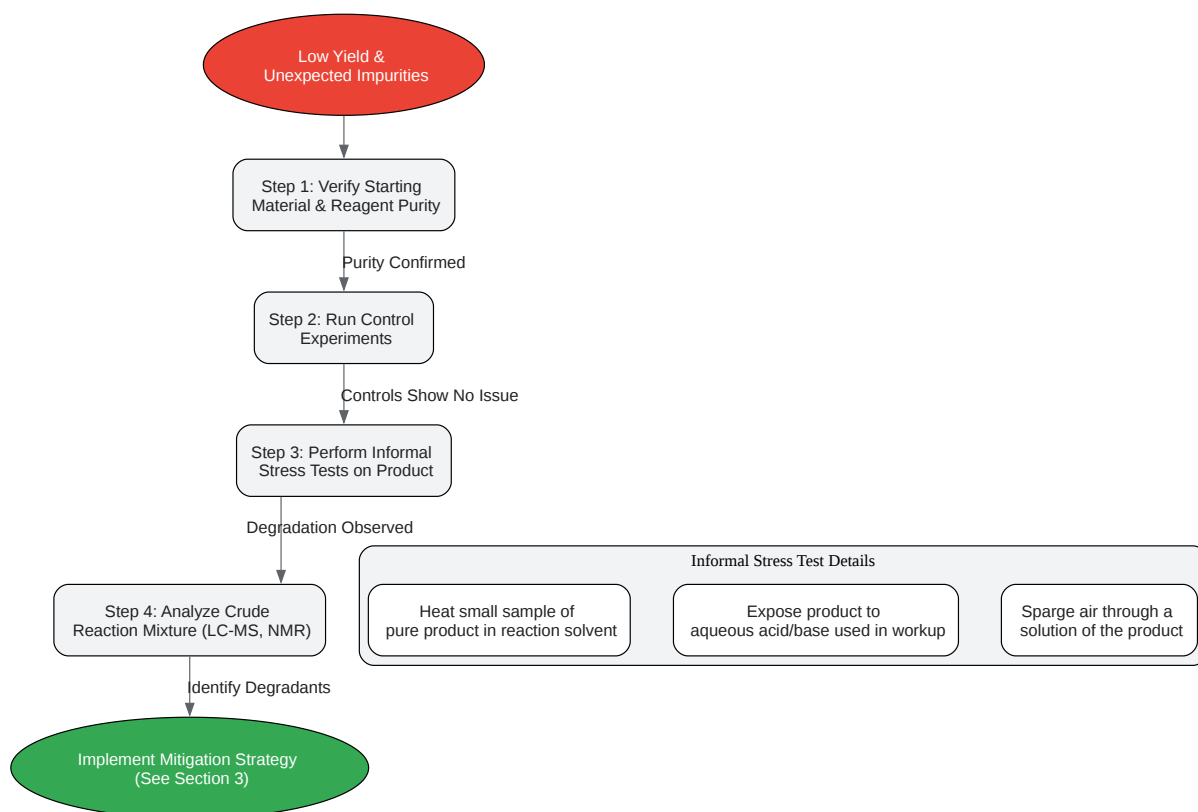 Low Yield &
Unexpected Impurities
Step 1: Verify Starting
Material & Reagent Purity
Purity Confirmed
Step 2: Run Control
Experiments
Controls Show No Issue
Step 3: Perform Informal
Stress Tests on Product
Degradation Observed
Informal Stress Test Details
Heat small sample of
pure product in reaction solvent
Expose product to
aqueous acid/base used in workup
Sparge air through a
solution of the product
Step 4: Analyze Crude
Reaction Mixture (LC-MS, NMR)
Identify Degradants
Implement Mitigation Strategy
(See Section 3)